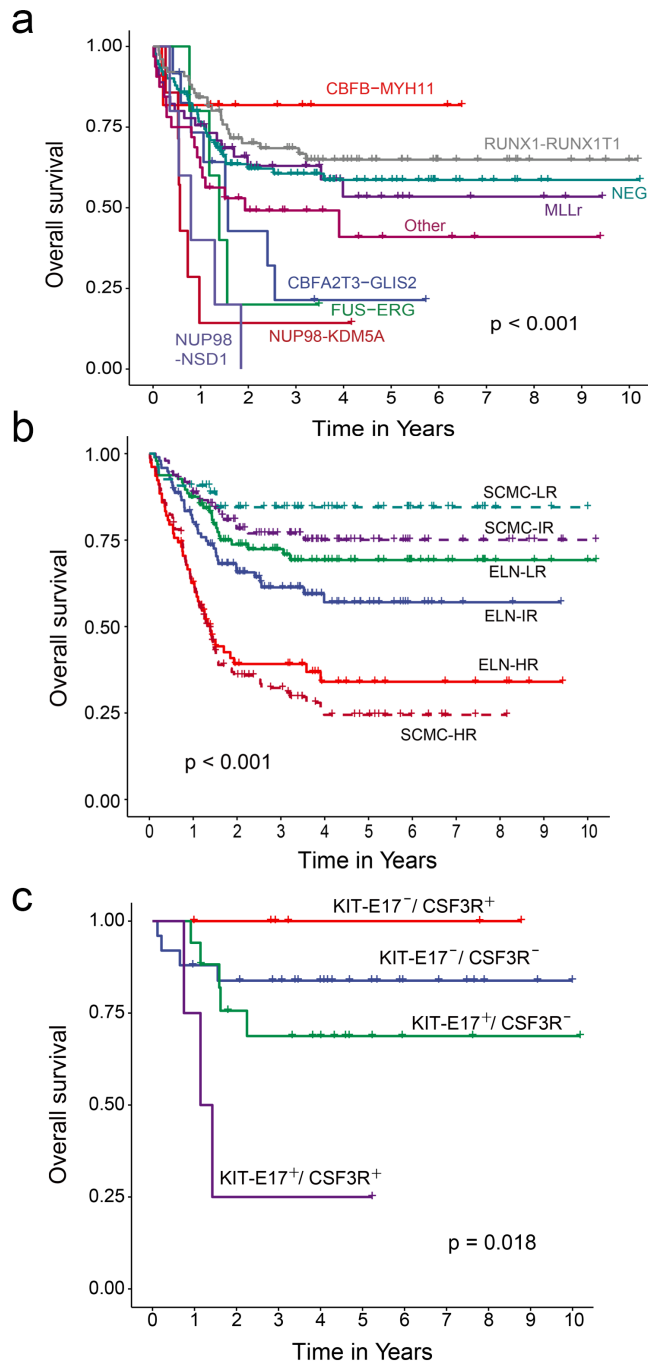 a
1.00
0.75
0.50
0.25
0.00
Overall survival
CBFB−MYH11
RUNX1-RUNX1T1
NEG
MLLr
Other
CBFA2T3−GLIS2
FUS−ERG
NUP98-KDM5A
NUP98
-NSD1
p < 0.001
0 1 2 3 4 5 6 7 8 9 10
Time in Years
b
1.00
0.75
0.50
0.25
0.00
Overall survival
SCMC-LR
SCMC-IR
ELN-LR
ELN-IR
ELN-HR
SCMC-HR
p < 0.001
0 1 2 3 4 5 6 7 8 9 10
Time in Years
c
1.00
0.75
0.50
0.25
0.00
Overall survival
KIT-E17⁻/ CSF3R⁺
KIT-E17⁻/ CSF3R⁻
KIT-E17⁺/ CSF3R⁻
KIT-E17⁺/ CSF3R⁺
p = 0.018
0 1 2 3 4 5 6 7 8 9 10
Time in Years